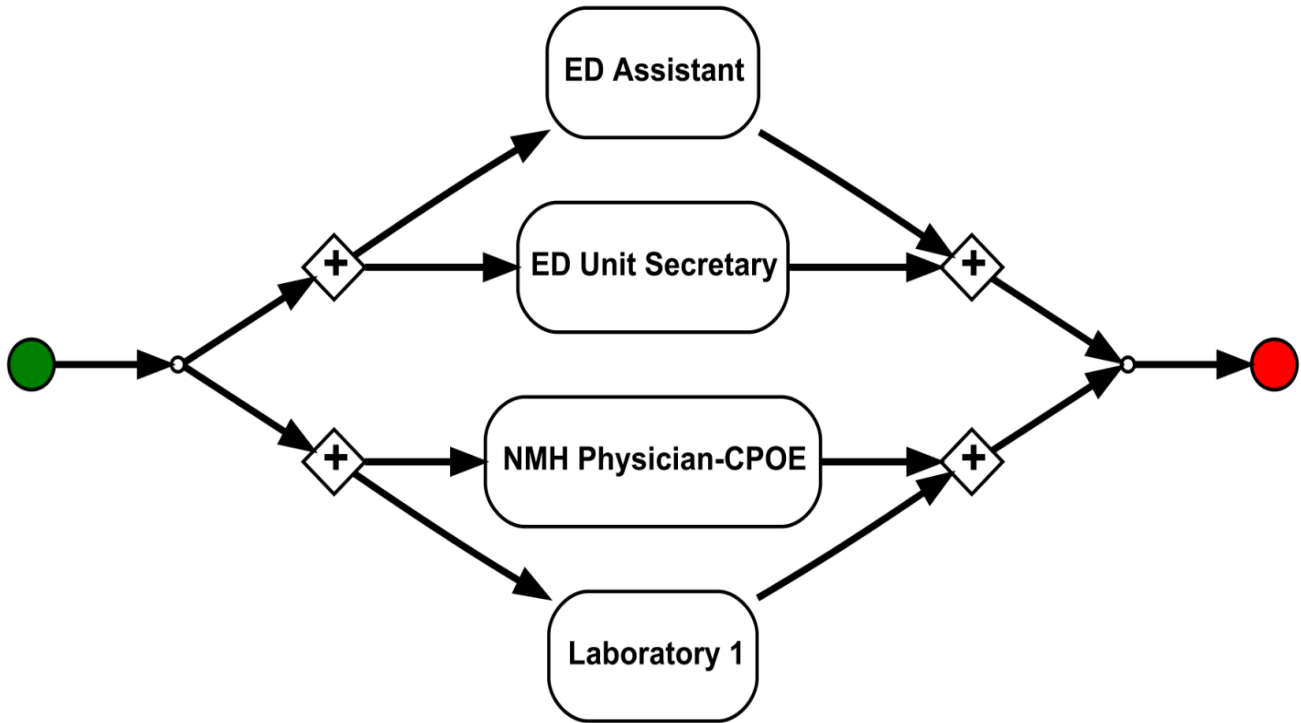 ED Assistant
+
ED Unit Secretary
+
+
NMH Physician-CPOE
+
Laboratory 1